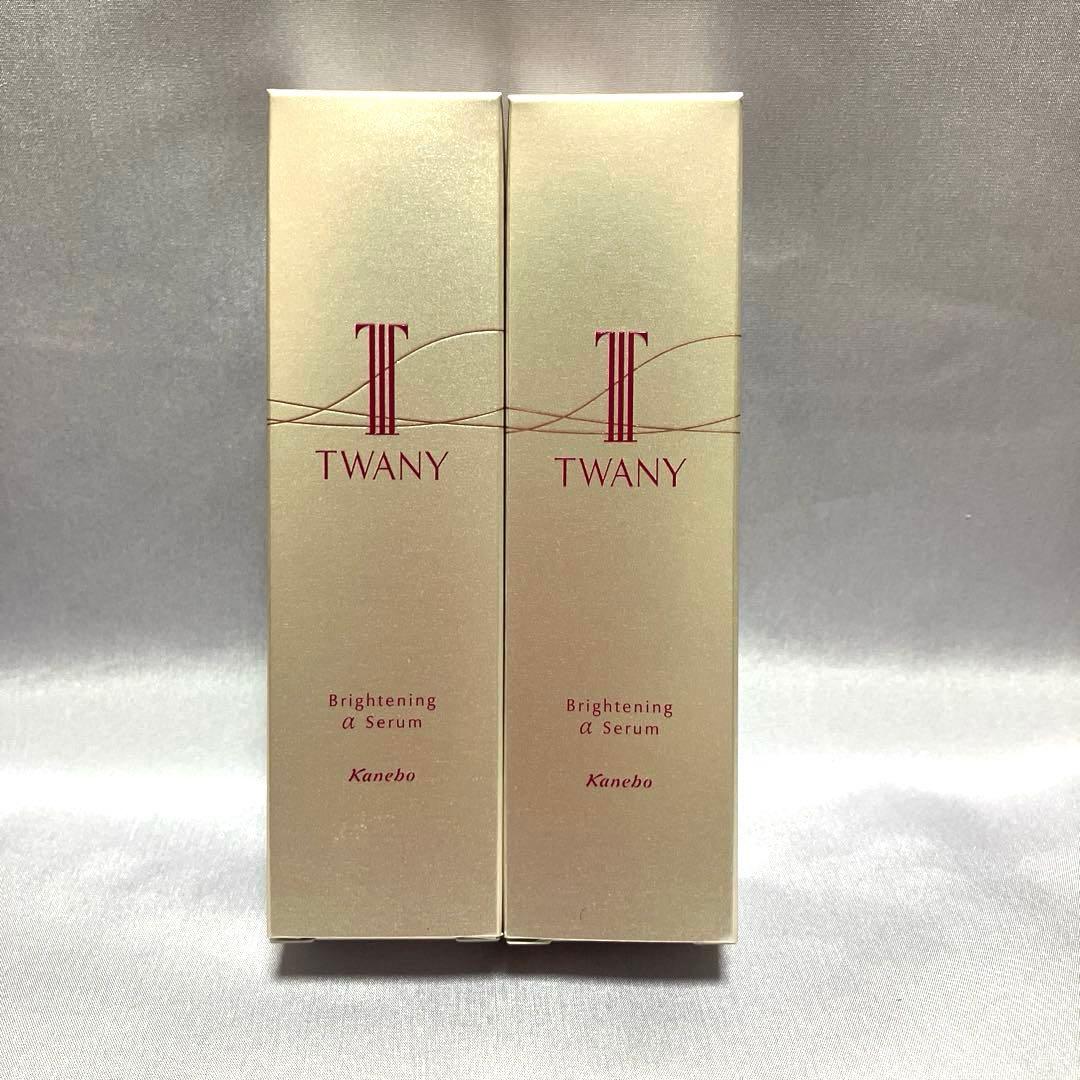 T
TWANY
Brightening
α Serum
Kanebo
T
TWANY
Brightening
α Serum
Kanebo